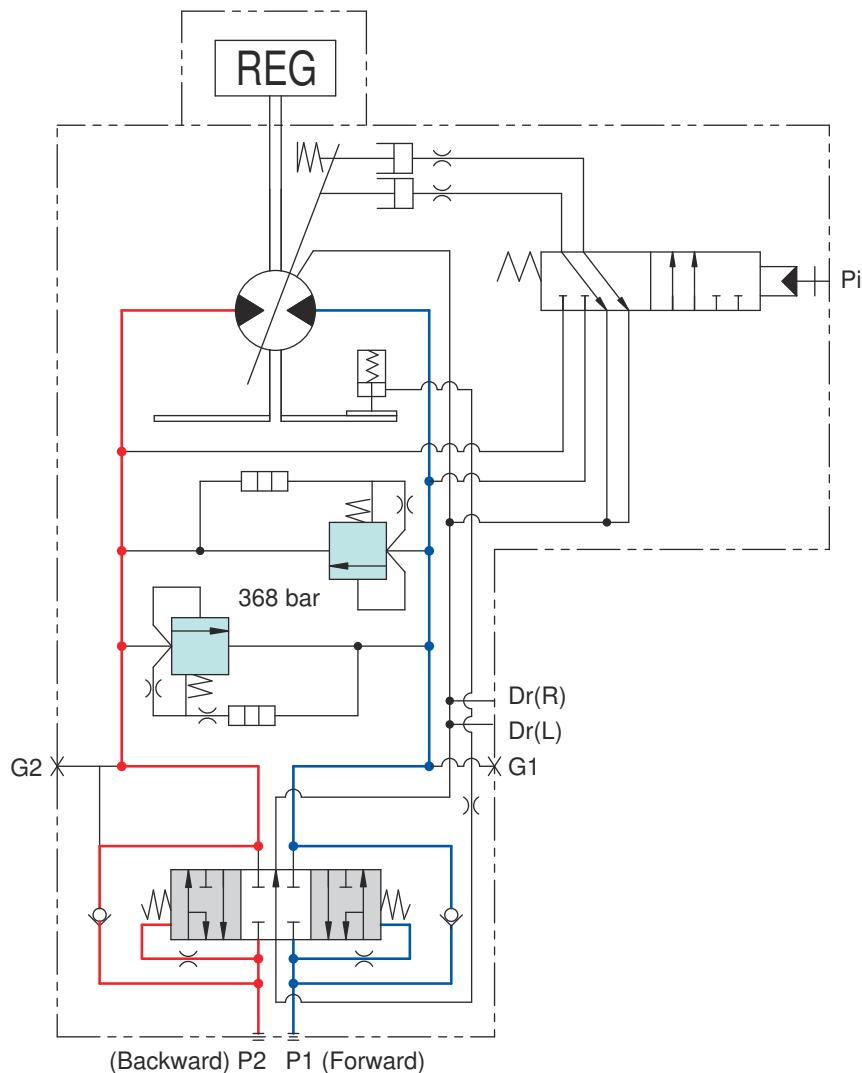 REG
Pi
368 bar
Dr(R)
Dr(L)
G2
G1
(Backward) P2 P1 (Forward)